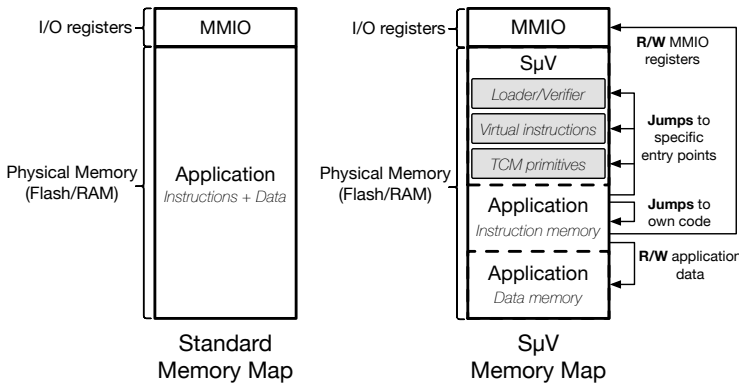 I/O registers
MMIO
Physical Memory
(Flash/RAM)
Application
Instructions + Data
Standard
Memory Map
I/O registers
MMIO
R/W MMIO
registers
SμV
Loader/Verifier
Virtual instructions
TCM primitives
Jumps to
specific
entry points
Physical Memory
(Flash/RAM)
Application
Instruction memory
Jumps to
own code
R/W application
data
Application
Data memory
SμV
Memory Map